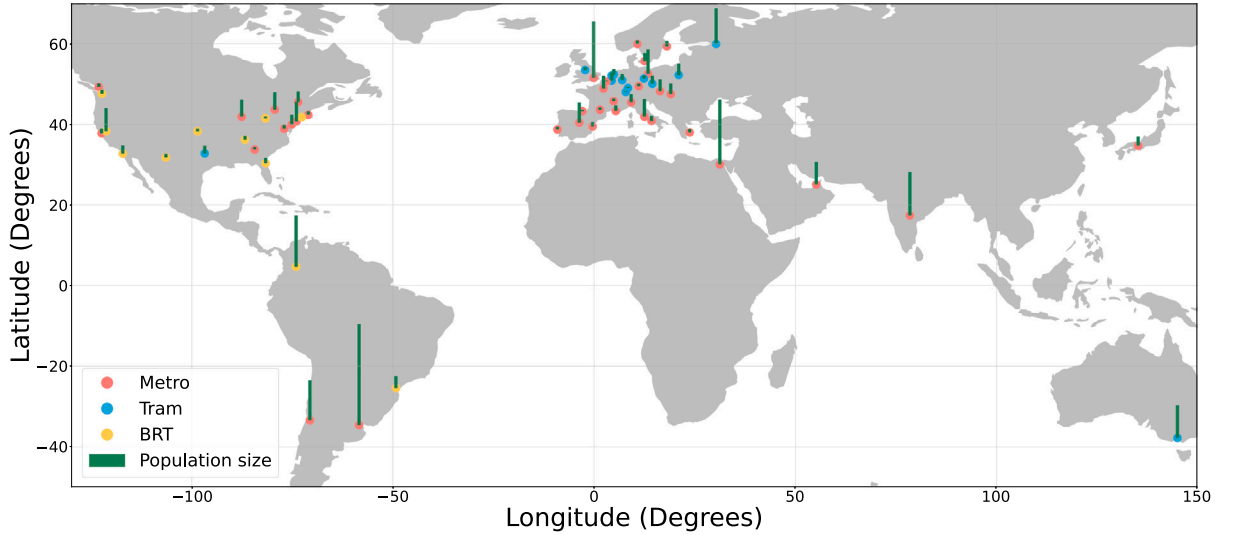 60
40
20
0
−20
−40
Latitude (Degrees)
Metro
Tram
BRT
Population size
−100
−50
0
50
100
150
Longitude (Degrees)